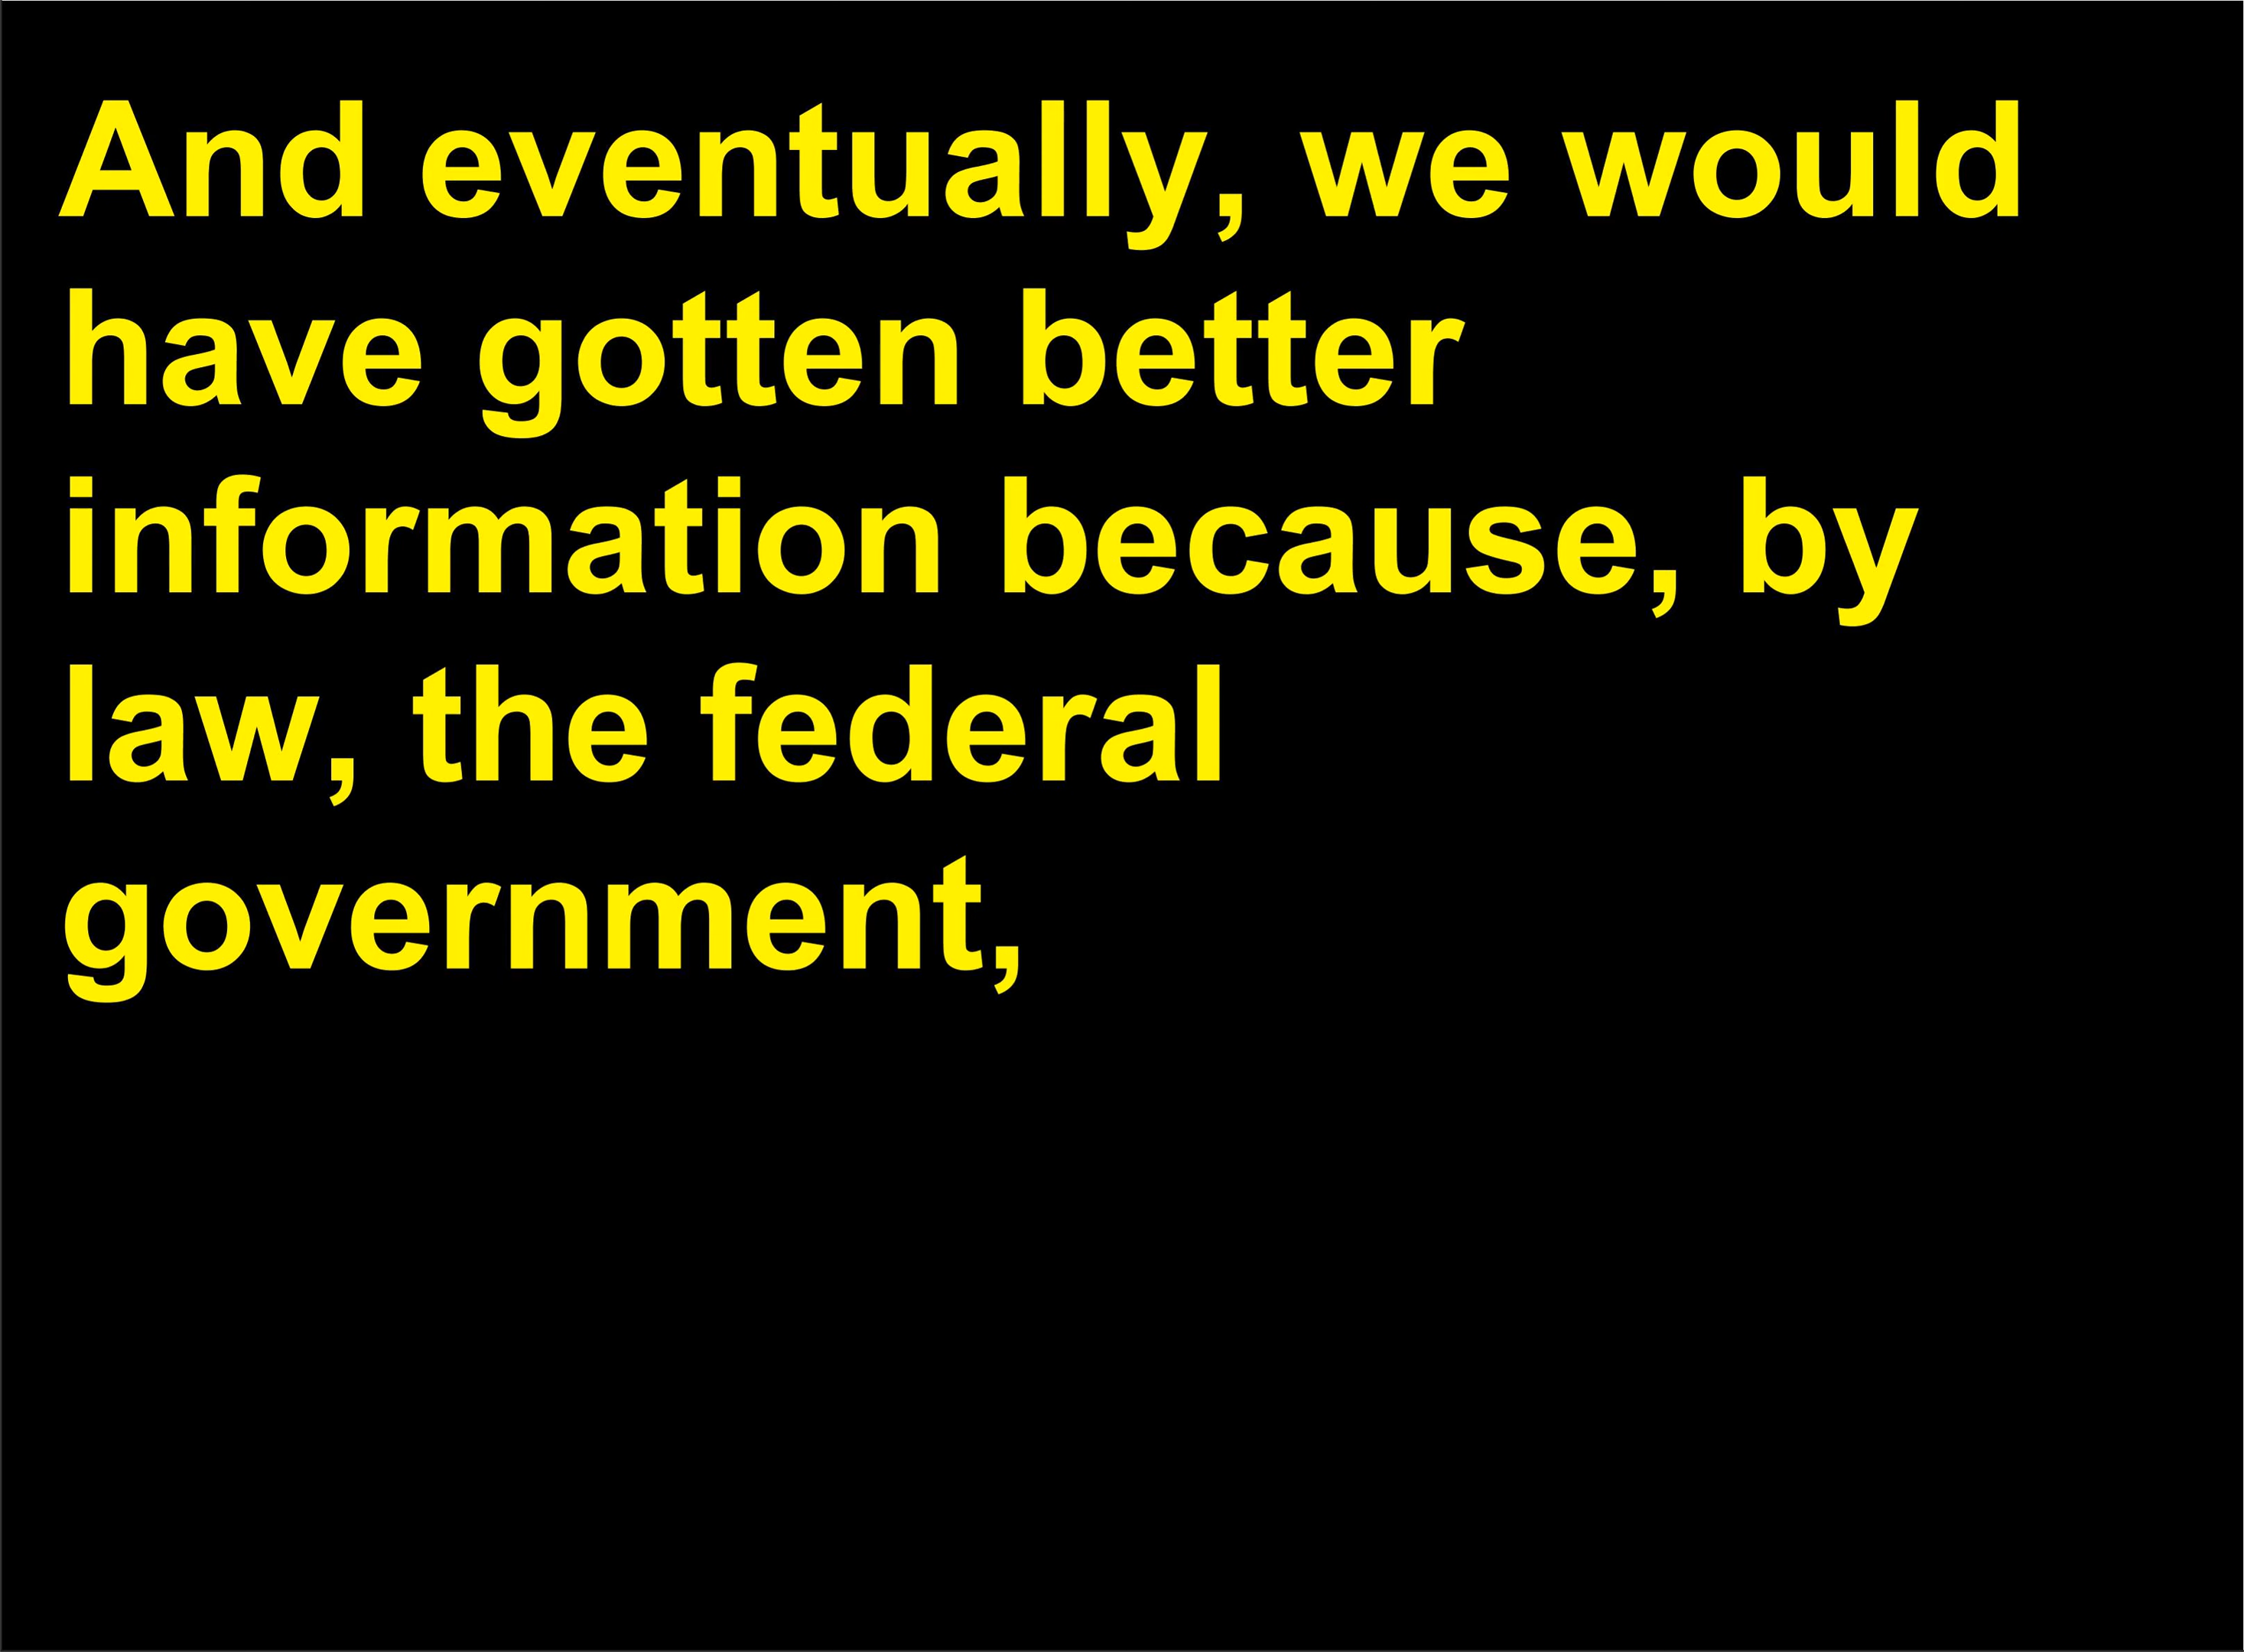 And eventually, we would
have gotten better
information because, by
law, the federal
government,